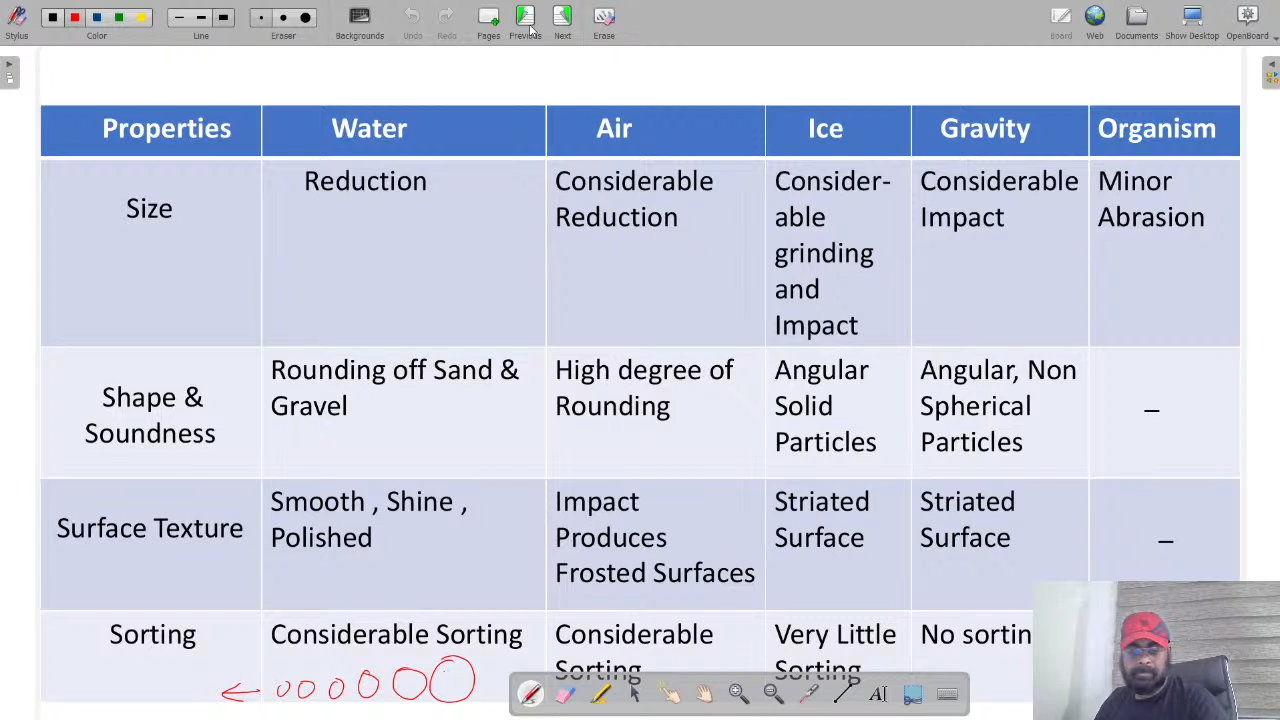 Stylus
Color
Line
Eraser
Backgrounds
Undo
Redo
Pages
Previous
Next
Erase
Board
Web
Documents
Show Desktop
OpenBoard
Properties Water Air Ice Gravity Organism
Size
Reduction
Considerable
Reduction
Consider-
able
grinding
and
Impact
Considerable
Impact
Minor
Abrasion
Shape &
Soundness
Rounding off Sand &
Gravel
High degree of
Rounding
Angular
Solid
Particles
Angular, Non
Spherical
Particles
–
Surface Texture
Smooth , Shine ,
Polished
Impact
Produces
Frosted Surfaces
Striated
Surface
Striated
Surface
–
Sorting
Considerable Sorting
Considerable
Sorting
Very Little
Sorting
No sortin
AI